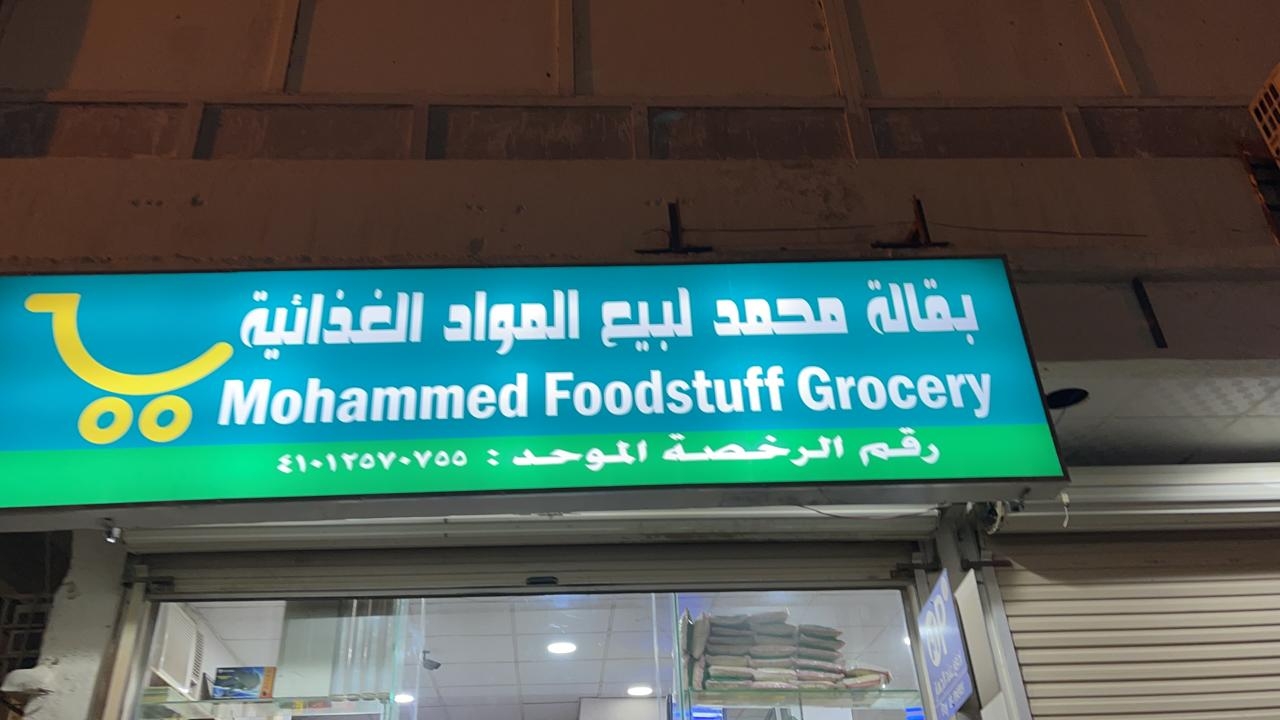 بقالة محمد لبيع المواد الغذائية
Mohammed Foodstuff Grocery
رقم الرخصة الموحد : ٤١٠١٢٥٧٠٧٥٥